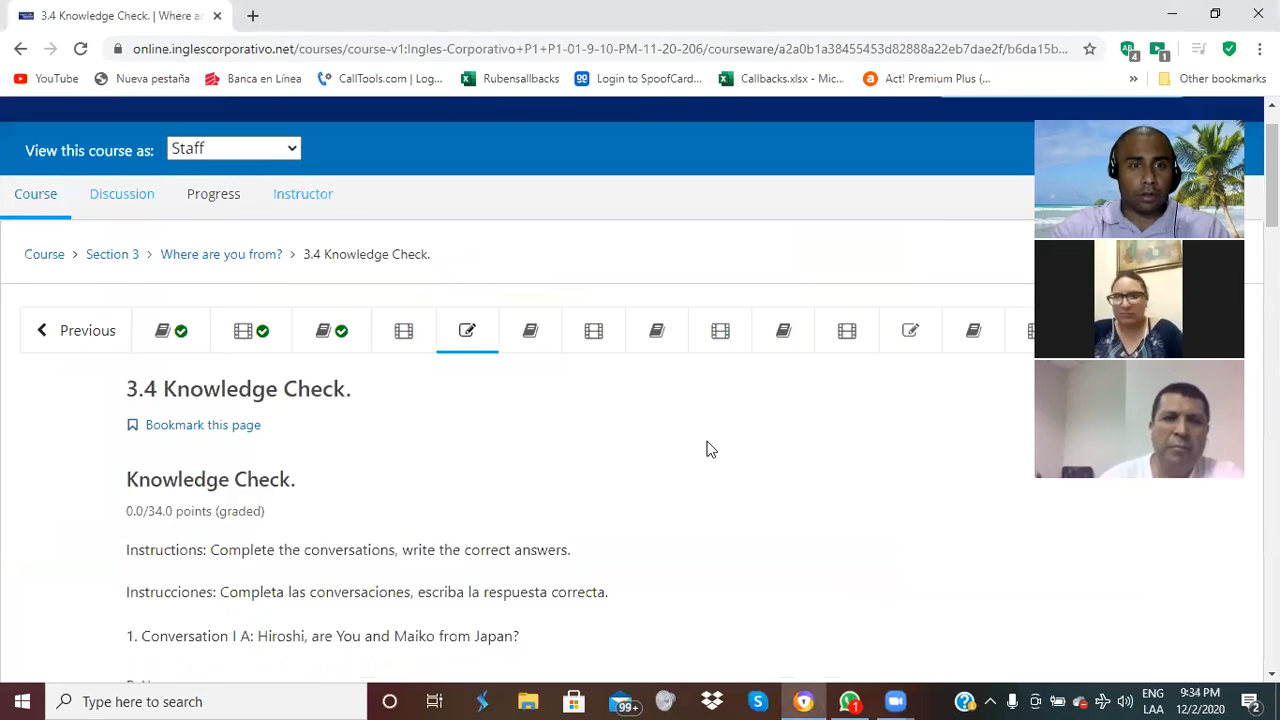 3.4 Knowledge Check. | Where a
online.inglescorporativo.net/courses/course-v1:Ingles-Corporativo+P1+P1-01-9-10-PM-11-20-206/courseware/a2a0b1a38455453d82888a22eb7dae2f/b6da15b...
4
1
YouTube
Nueva pestaña
Banca en Línea
CallTools.com | Log...
Rubensallbacks
Login to SpoofCard...
Callbacks.xlsx - Mic...
Act! Premium Plus (...
»
Other bookmarks
View this course as:
Staff
Course
Discussion
Progress
Instructor
Course > Section 3 > Where are you from? > 3.4 Knowledge Check.
Previous
3.4 Knowledge Check.
Bookmark this page
Knowledge Check.
0.0/34.0 points (graded)
Instructions: Complete the conversations, write the correct answers.
Instrucciones: Completa las conversaciones, escriba la respuesta correcta.
1. Conversation I A: Hiroshi, are You and Maiko from Japan?
Type here to search
99+
1
ENG
LAA
9:34 PM
12/2/2020
2